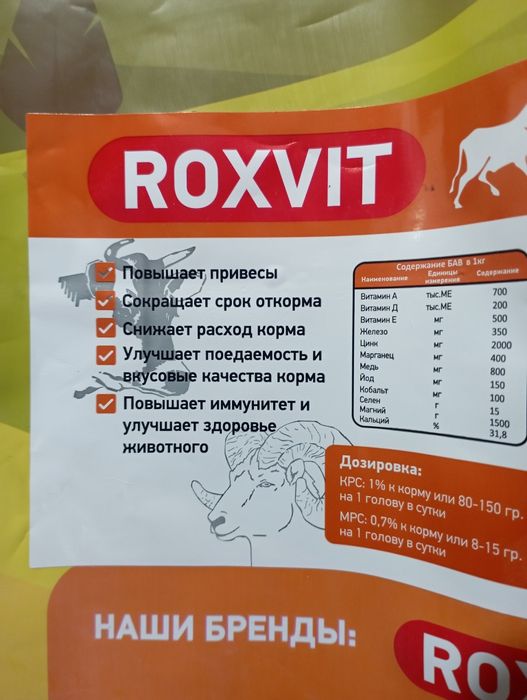 ROXVIT
Повышает привесы
Сокращает срок откорма
Снижает расход корма
Улучшает поедаемость и
вкусовые качества корма
Повышает иммунитет и
улучшает здоровье
животного
Содержание БАВ в 1кг
Наименование Единицы измерения Содержание
Витамин А тыс.МЕ 700
Витамин Д тыс.МЕ 200
Витамин Е мг 500
Железо мг 350
Цинк мг 2000
Марганец мг 400
Медь мг 800
Йод мг 150
Кобальт мг 100
Селен г 15
Магний г 1500
Кальций % 31,8
Дозировка:
КРС: 1% к корму или 80-150 гр.
на 1 голову в сутки
МРС: 0,7% к корму или 8-15 гр.
на 1 голову в сутки
НАШИ БРЕНДЫ:
RO